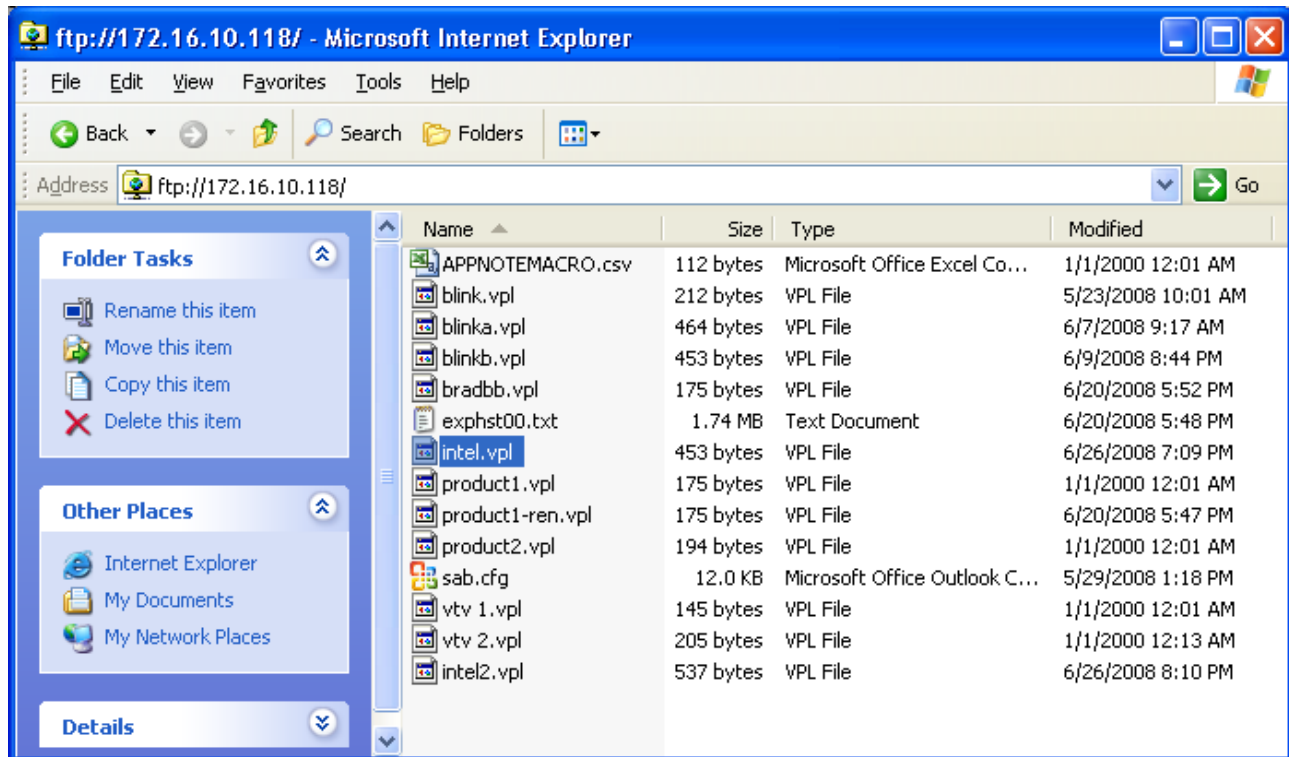 ftp://172.16.10.118/ - Microsoft Internet Explorer
File Edit View Favorites Tools Help
Back Search Folders
Address ftp://172.16.10.118/ Go
Name Size Type Modified
Folder Tasks
Rename this item
Move this item
Copy this item
Delete this item
Other Places
Internet Explorer
My Documents
My Network Places
Details
APPNOTEMACRO.csv 112 bytes Microsoft Office Excel Co... 1/1/2000 12:01 AM
blink.vpl 212 bytes VPL File 5/23/2008 10:01 AM
blinka.vpl 464 bytes VPL File 6/7/2008 9:17 AM
blinkb.vpl 453 bytes VPL File 6/9/2008 8:44 PM
bradbb.vpl 175 bytes VPL File 6/20/2008 5:52 PM
exphst00.txt 1.74 MB Text Document 6/20/2008 5:48 PM
intel.vpl 453 bytes VPL File 6/26/2008 7:09 PM
product1.vpl 175 bytes VPL File 1/1/2000 12:01 AM
product1-ren.vpl 175 bytes VPL File 6/20/2008 5:47 PM
product2.vpl 194 bytes VPL File 1/1/2000 12:01 AM
sab.cfg 12.0 KB Microsoft Office Outlook C... 5/29/2008 1:18 PM
vtv 1.vpl 145 bytes VPL File 1/1/2000 12:01 AM
vtv 2.vpl 205 bytes VPL File 1/1/2000 12:13 AM
intel2.vpl 537 bytes VPL File 6/26/2008 8:10 PM